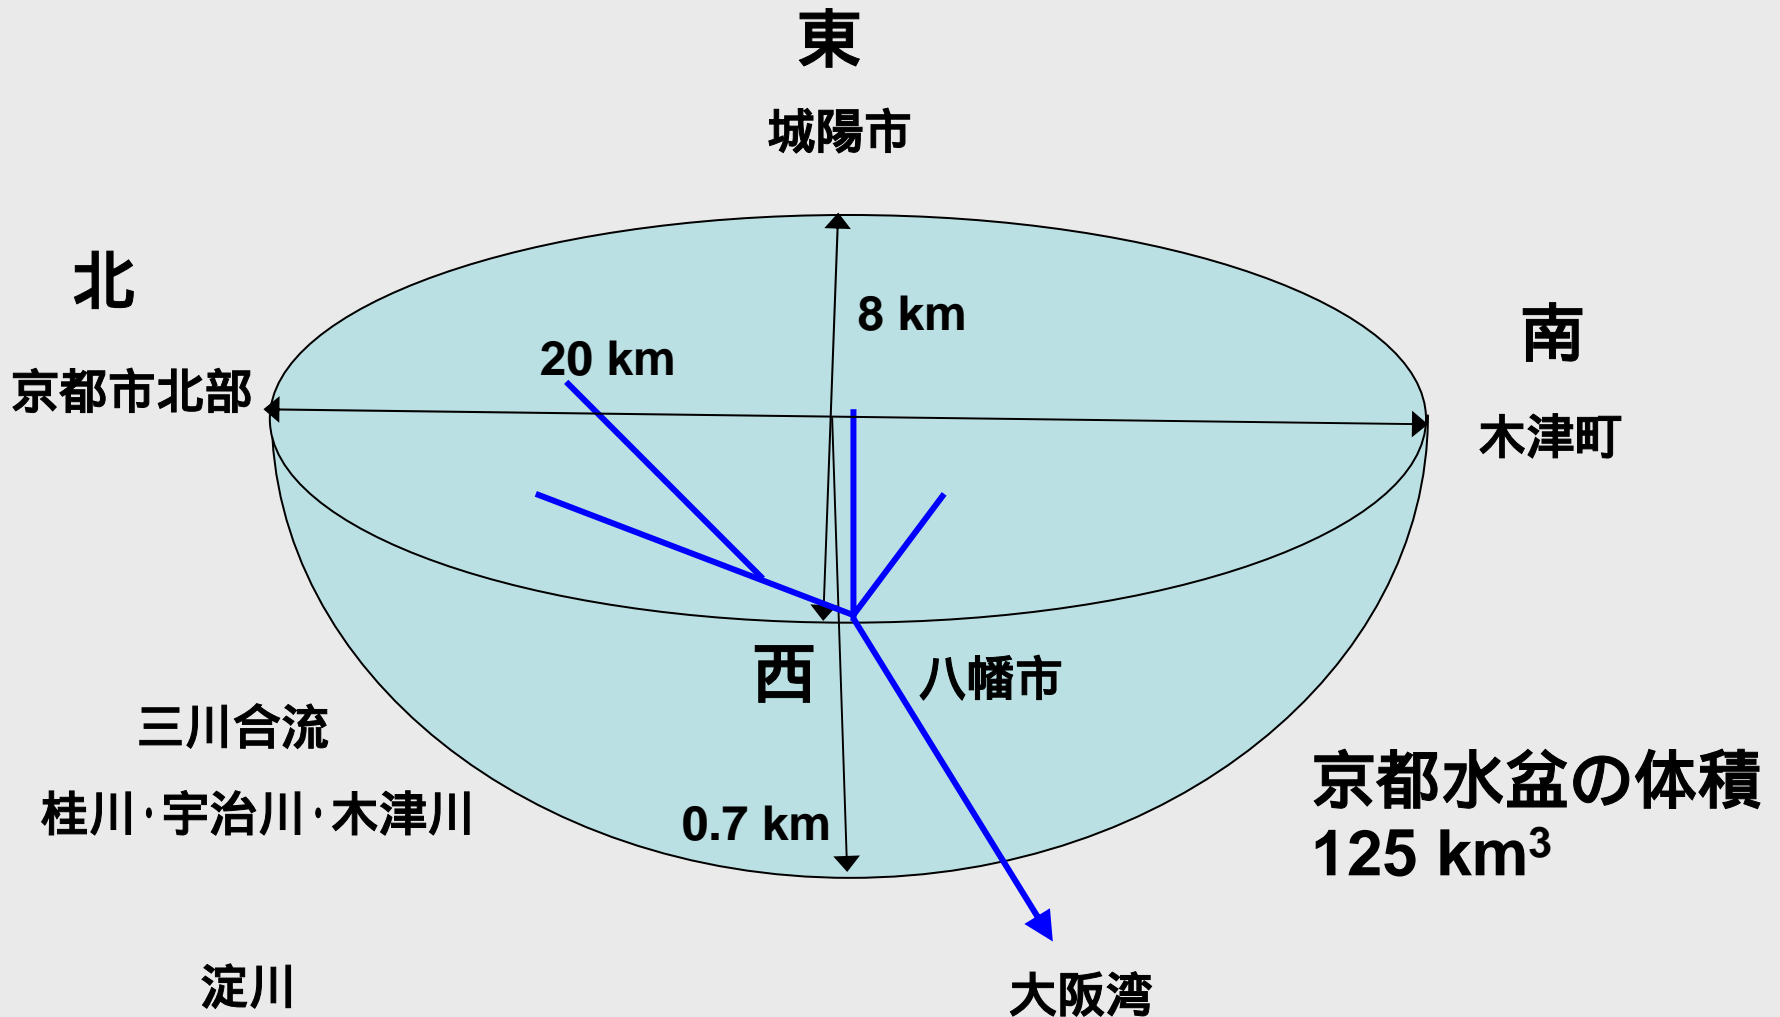 東
城陽市
北
8 km
南
20 km
京都市北部
木津町
西
八幡市
三川合流
京都水盆の体積
125 km³
桂川·宇治川·木津川
0.7 km
淀川
大阪湾